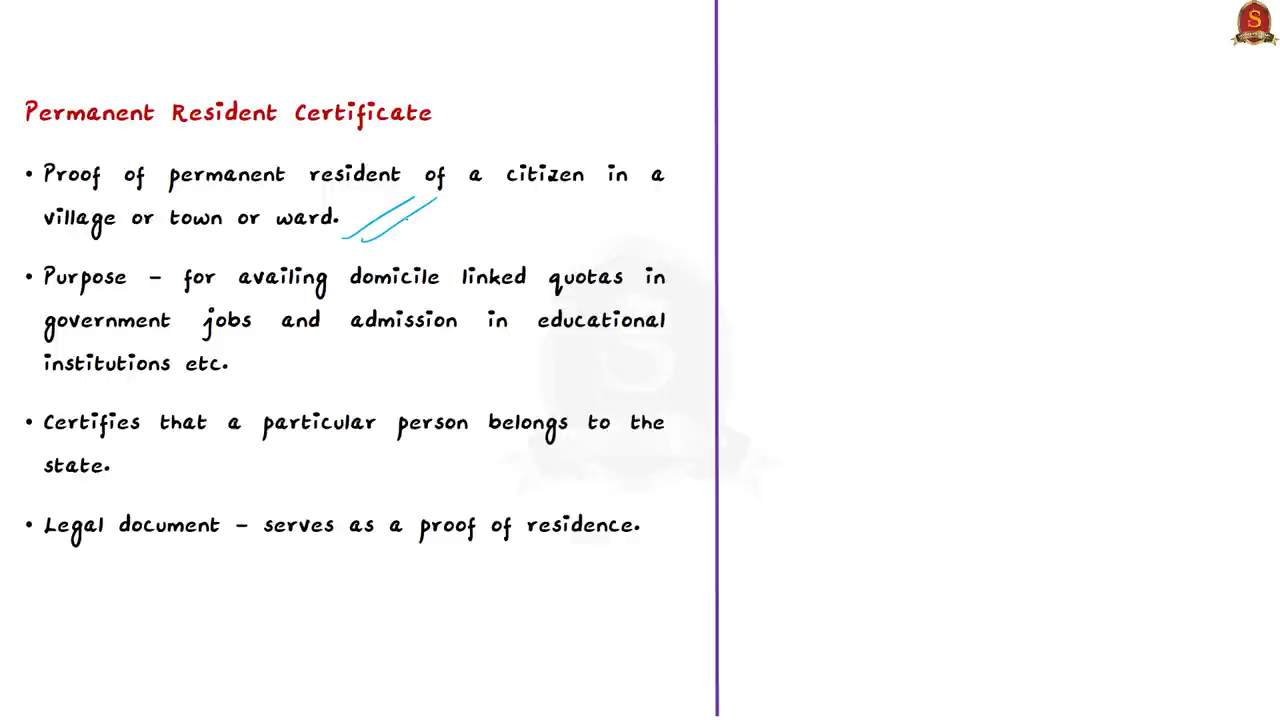 Permanent Resident Certificate
• Proof of permanent resident of a citizen in a
village or town or ward.
• Purpose – for availing domicile linked quotas in
government jobs and admission in educational
institutions etc.
• Certifies that a particular person belongs to the
state.
• Legal document – serves as a proof of residence.